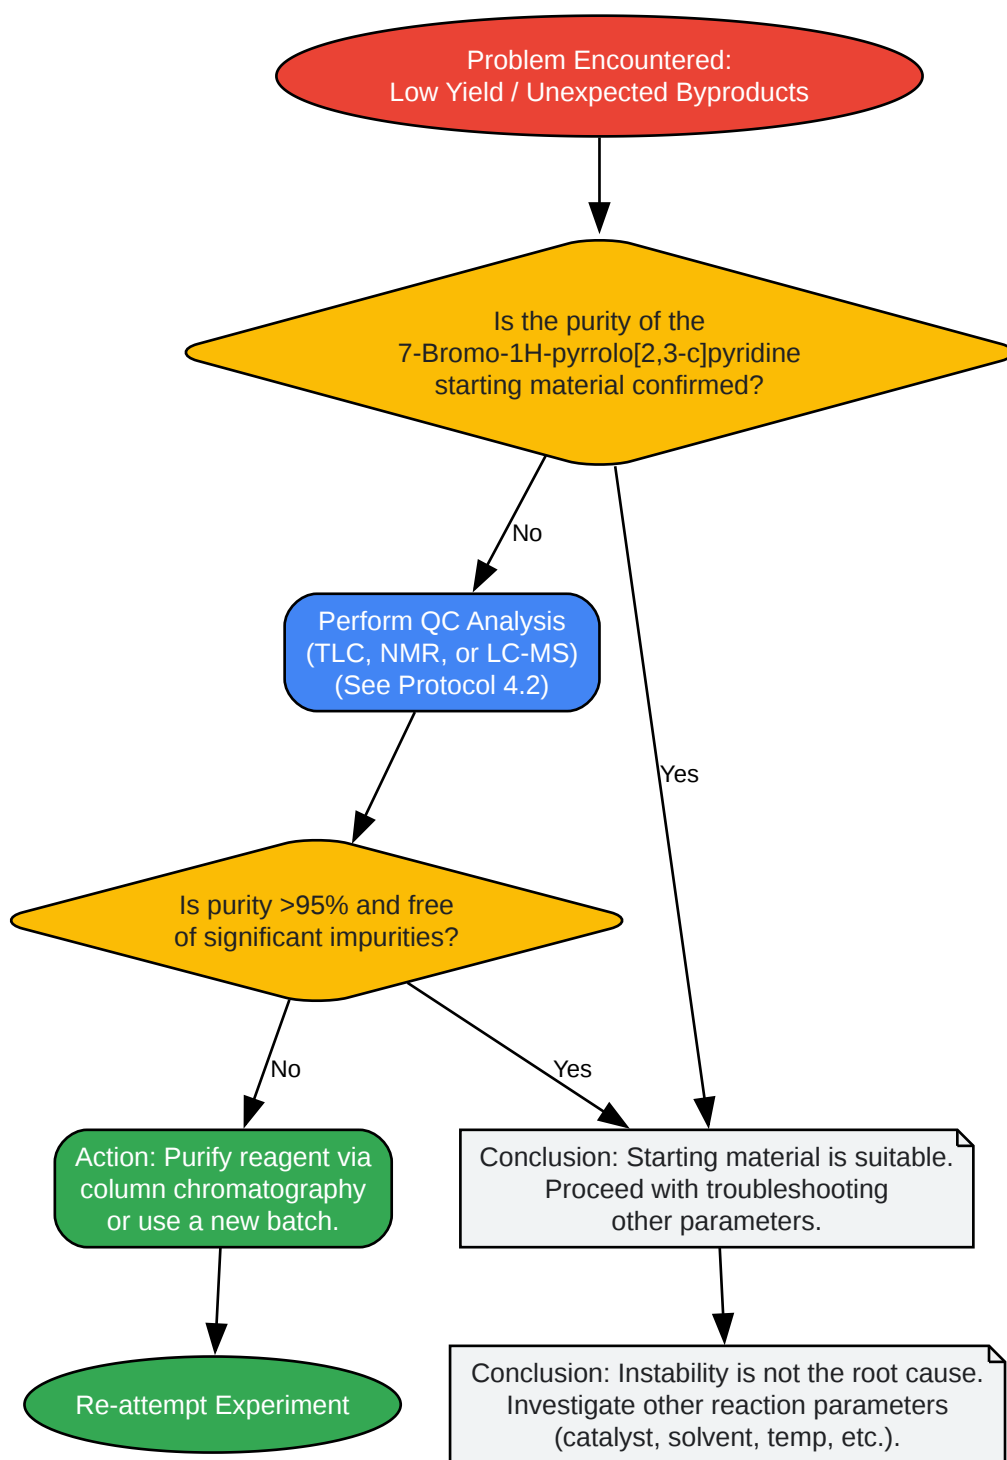 Problem Encountered:
Low Yield / Unexpected Byproducts
Is the purity of the
7-Bromo-1H-pyrrolo[2,3-c]pyridine
starting material confirmed?
No
Perform QC Analysis
(TLC, NMR, or LC-MS)
(See Protocol 4.2)
Yes
Is purity >95% and free
of significant impurities?
No
Yes
Action: Purify reagent via
column chromatography
or use a new batch.
Conclusion: Starting material is suitable.
Proceed with troubleshooting
other parameters.
Re-attempt Experiment
Conclusion: Instability is not the root cause.
Investigate other reaction parameters
(catalyst, solvent, temp, etc.).